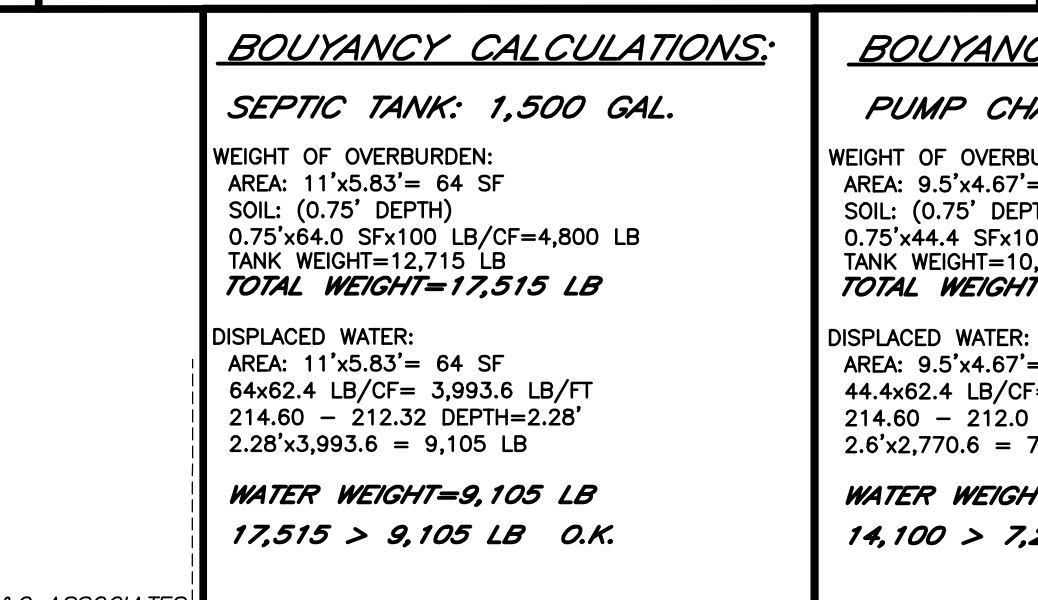 BOUYANCY CALCULATIONS:
SEPTIC TANK: 1,500 GAL.
WEIGHT OF OVERBURDEN:
AREA: 11'x5.83'= 64 SF
SOIL: (0.75' DEPTH)
0.75'x64.0 SFx100 LB/CF=4,800 LB
TANK WEIGHT=12,715 LB
TOTAL WEIGHT=17,515 LB
DISPLACED WATER:
AREA: 11'x5.83'= 64 SF
64x62.4 LB/CF= 3,993.6 LB/FT
214.60 - 212.32 DEPTH=2.28'
2.28'x3,993.6 = 9,105 LB
WATER WEIGHT=9,105 LB
17,515 > 9,105 LB O.K.
BOUYANC
PUMP CH
WEIGHT OF OVERBU
AREA: 9.5'x4.67'=
SOIL: (0.75' DEPT
0.75'x44.4 SFx10
TANK WEIGHT=10,
TOTAL WEIGHT
DISPLACED WATER:
AREA: 9.5'x4.67'=
44.4x62.4 LB/CF=
214.60 - 212.0
2.6'x2,770.6 = 7
WATER WEIGH
14,100 > 7,2
ASSOCIATES